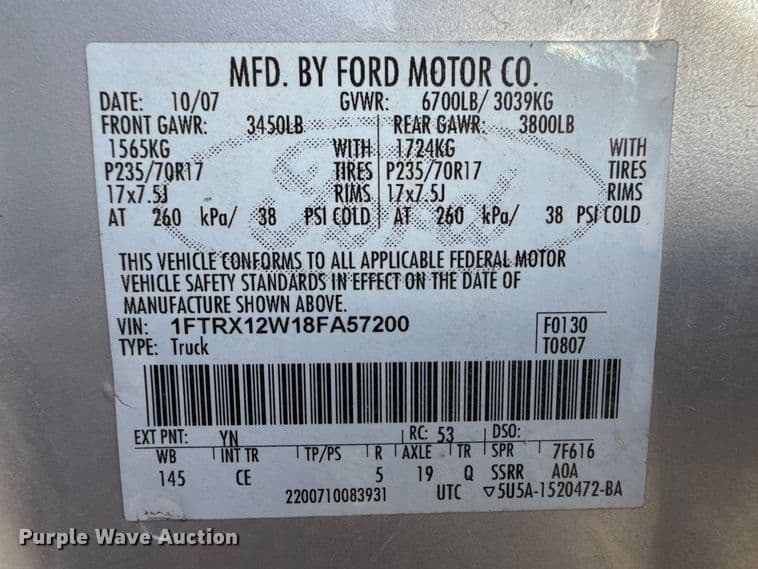 MFD. BY FORD MOTOR CO.
DATE: 10/07 GVWR: 6700LB/ 3039KG
FRONT GAWR: 3450LB REAR GAWR: 3800LB
1565KG WITH 1724KG WITH
P235/70R17 TIRES P235/70R17 TIRES
17x7.5J RIMS 17x7.5J RIMS
AT 260 kPa/ 38 PSI COLD AT 260 kPa/ 38 PSI COLD
THIS VEHICLE CONFORMS TO ALL APPLICABLE FEDERAL MOTOR
VEHICLE SAFETY STANDARDS IN EFFECT ON THE DATE OF
MANUFACTURE SHOWN ABOVE.
VIN: 1FTRX12W18FA57200 F0130
TYPE: Truck T0807
EXT PNT: YN RC: 53 DSO:
WB INT TR TP/PS R AXLE TR SPR 7F616
145 CE 5 19 Q SSRR A0A
2200710083931 UTC ▽5U5A-1520472-BA
Purple Wave Auction®